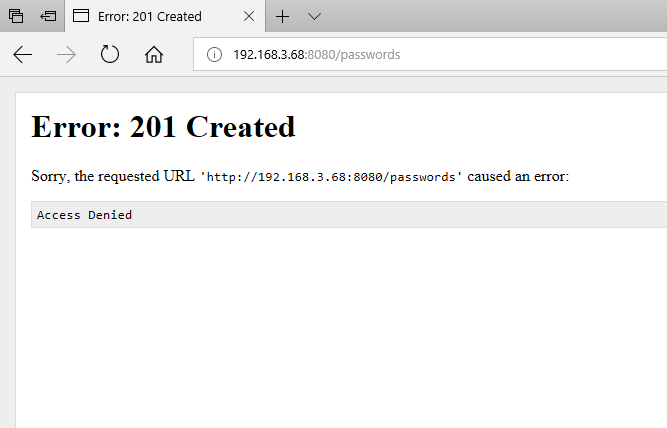 Error: 201 Created
192.168.3.68:8080/passwords
Error: 201 Created
Sorry, the requested URL 'http://192.168.3.68:8080/passwords' caused an error:
Access Denied